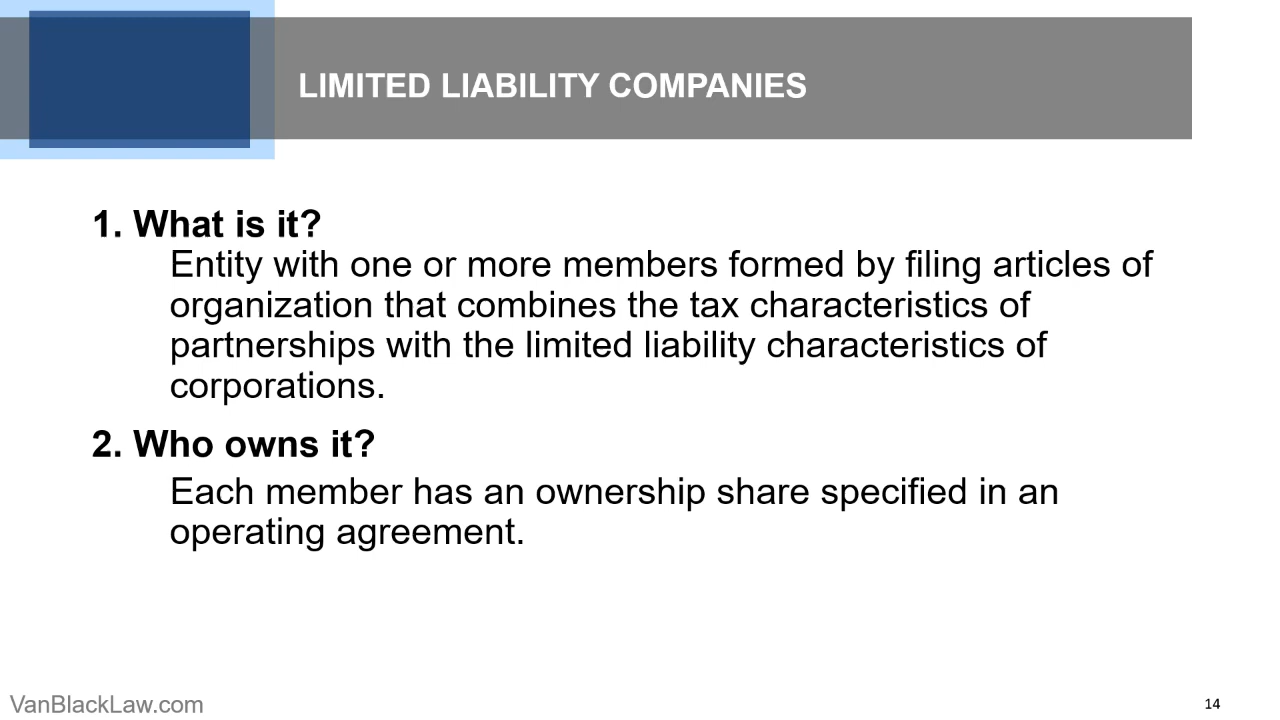 LIMITED LIABILITY COMPANIES
1. What is it?
Entity with one or more members formed by filing articles of
organization that combines the tax characteristics of
partnerships with the limited liability characteristics of
corporations.
2. Who owns it?
Each member has an ownership share specified in an
operating agreement.
VanBlackLaw.com
14